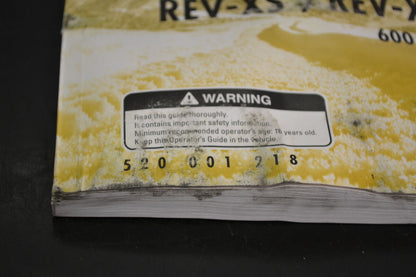 REV-XS
600
WARNING
Read this guide thoroughly.
It contains important safety information.
Minimum recommended operator's age: 16 years old.
Keep this Operator's Guide in the vehicle.
520 001 218